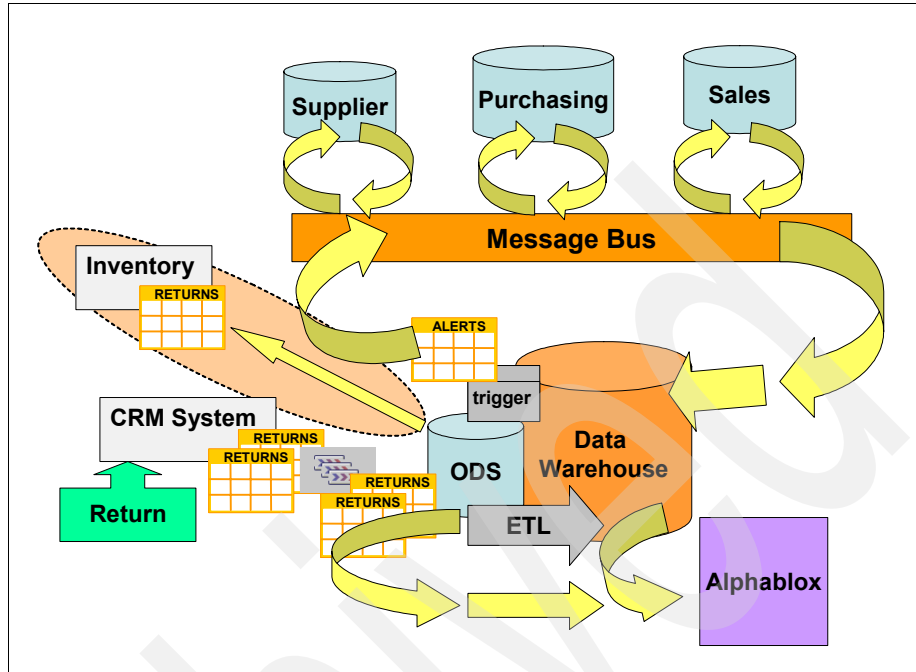 Supplier
Purchasing
Sales
Message Bus
Inventory
RETURNS
ALERTS
trigger
CRM System
RETURNS
RETURNS
Data
Warehouse
ODS
RETURNS
RETURNS
Return
ETL
Alphablox